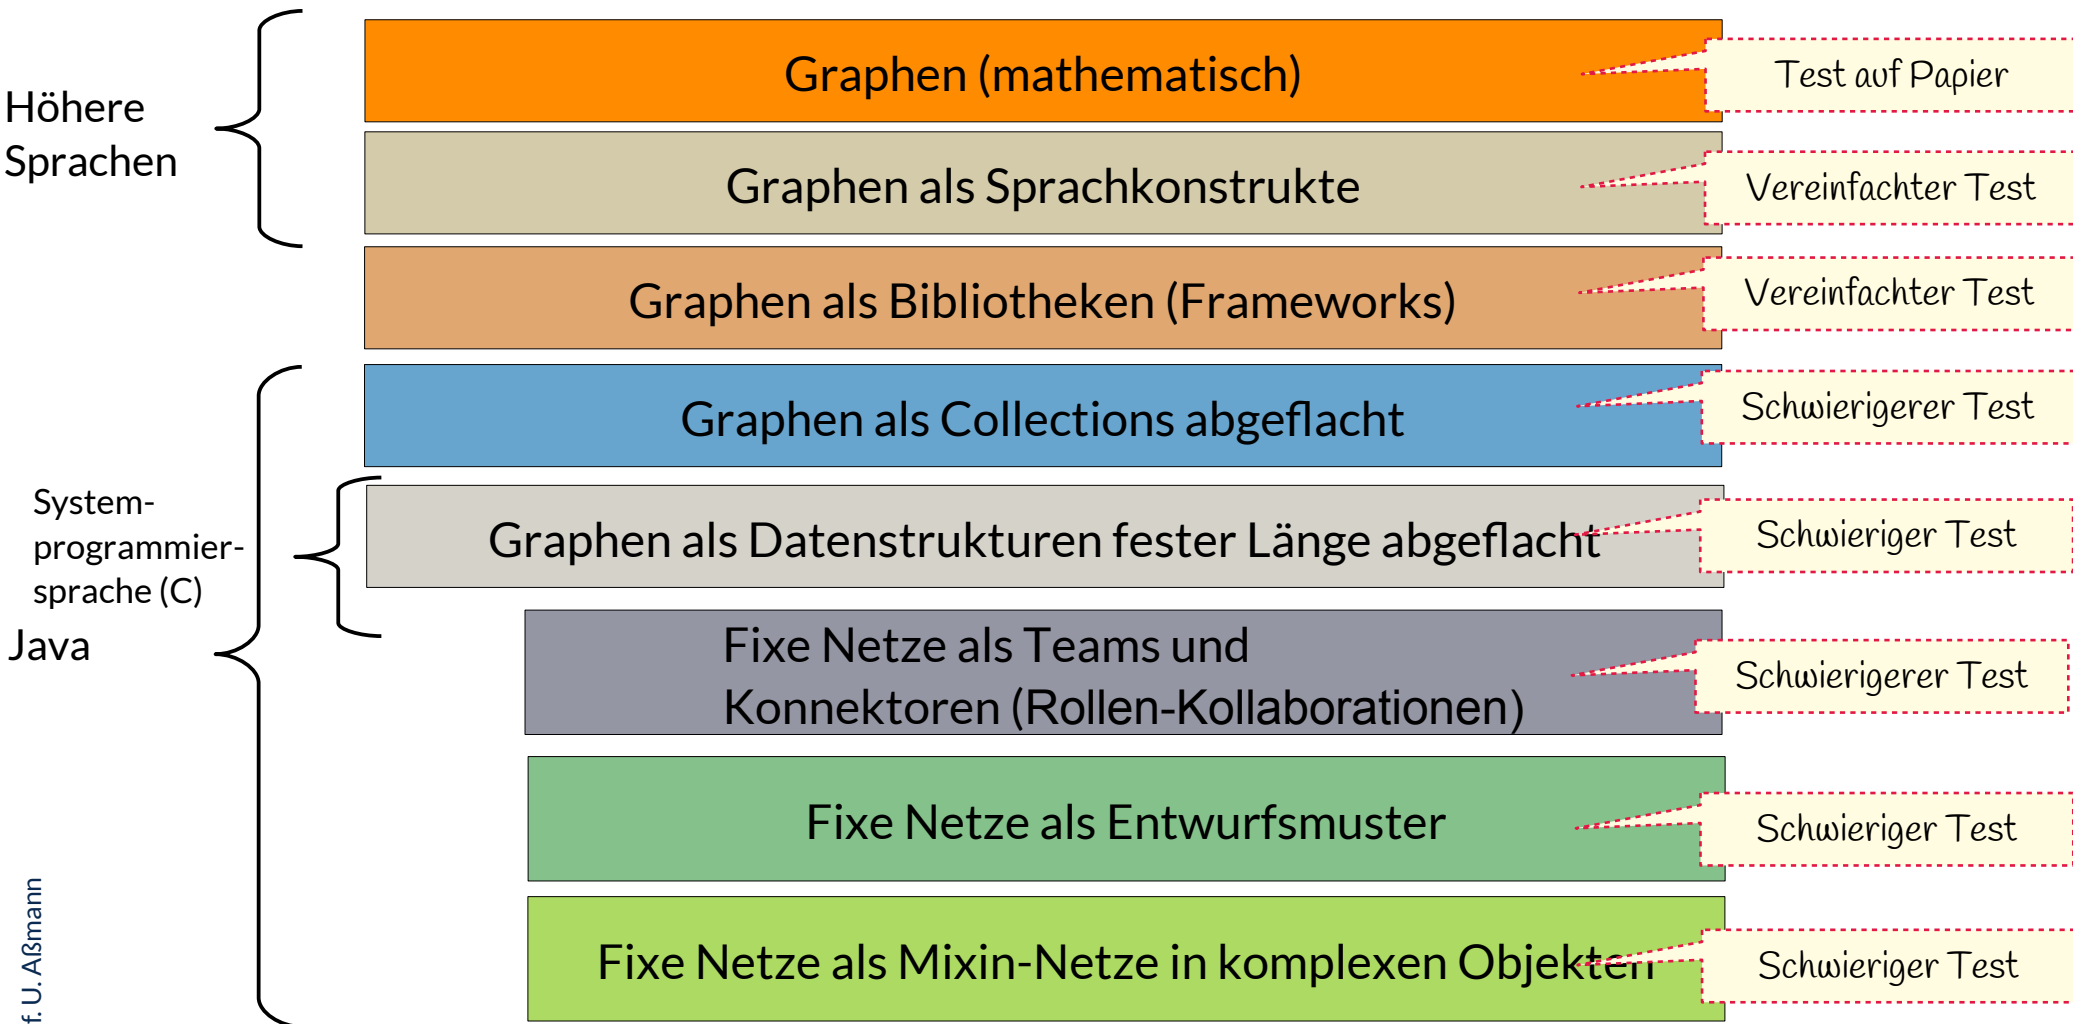 Höhere
Sprachen
Graphen (mathematisch)
Test auf Papier
Graphen als Sprachkonstrukte
Vereinfachter Test
Graphen als Bibliotheken (Frameworks)
Vereinfachter Test
Graphen als Collections abgeflacht
Schwierigerer Test
System-
programmier-
sprache (C)
Java
Graphen als Datenstrukturen fester Länge abgeflacht
Schwieriger Test
Fixe Netze als Teams und
Konnektoren (Rollen-Kollaborationen)
Schwierigerer Test
Fixe Netze als Entwurfsmuster
Schwieriger Test
Fixe Netze als Mixin-Netze in komplexen Objekten
Schwieriger Test
f. U. Aßmann